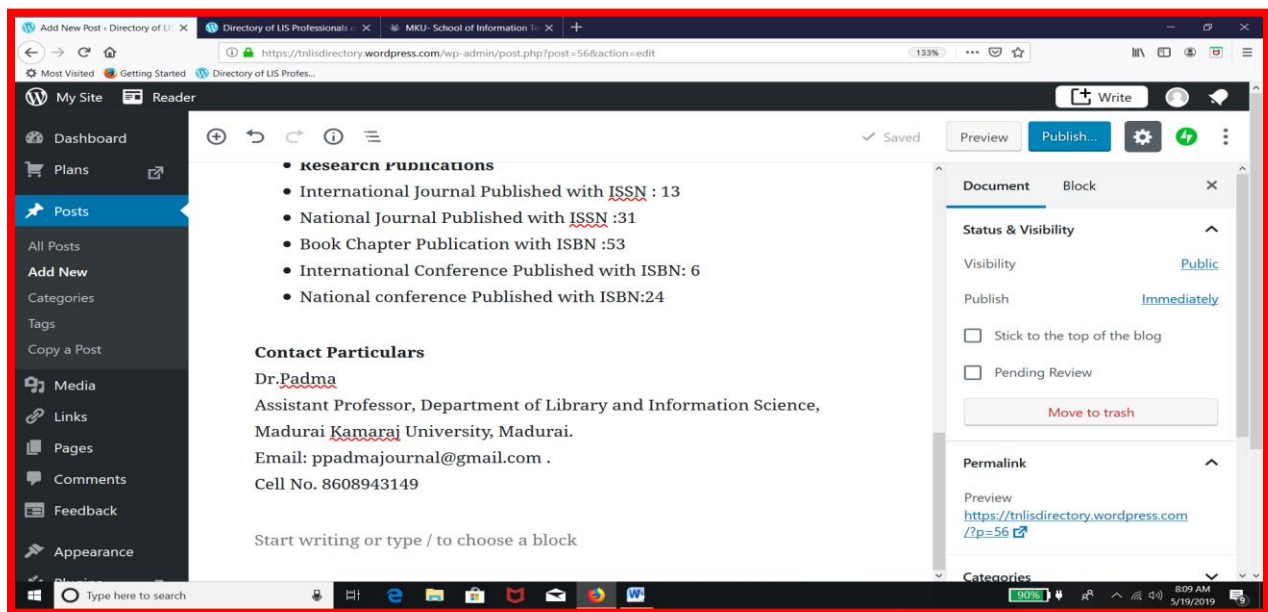 Add New Post ‹ Directory of LI
Directory of LIS Professionals o
MKU- School of Information Te
https://tnlisdirectory.wordpress.com/wp-admin/post.php?post=56&action=edit
133%
Most Visited
Getting Started
Directory of LIS Profes...
My Site
Reader
Write
Dashboard
Plans
Posts
All Posts
Add New
Categories
Tags
Copy a Post
Media
Links
Pages
Comments
Feedback
Appearance
Saved
Preview
Publish...
• Research Publications
• International Journal Published with ISSN : 13
• National Journal Published with ISSN :31
• Book Chapter Publication with ISBN :53
• International Conference Published with ISBN: 6
• National conference Published with ISBN:24
Contact Particulars
Dr.Padma
Assistant Professor, Department of Library and Information Science,
Madurai Kamaraj University, Madurai.
Email: ppadmajournal@gmail.com .
Cell No. 8608943149
Start writing or type / to choose a block
Document Block
Status & Visibility
Visibility Public
Publish Immediately
Stick to the top of the blog
Pending Review
Move to trash
Permalink
Preview
https://tnlisdirectory.wordpress.com
/?p=56
Categories
Type here to search
90%
8:09 AM
5/19/2019